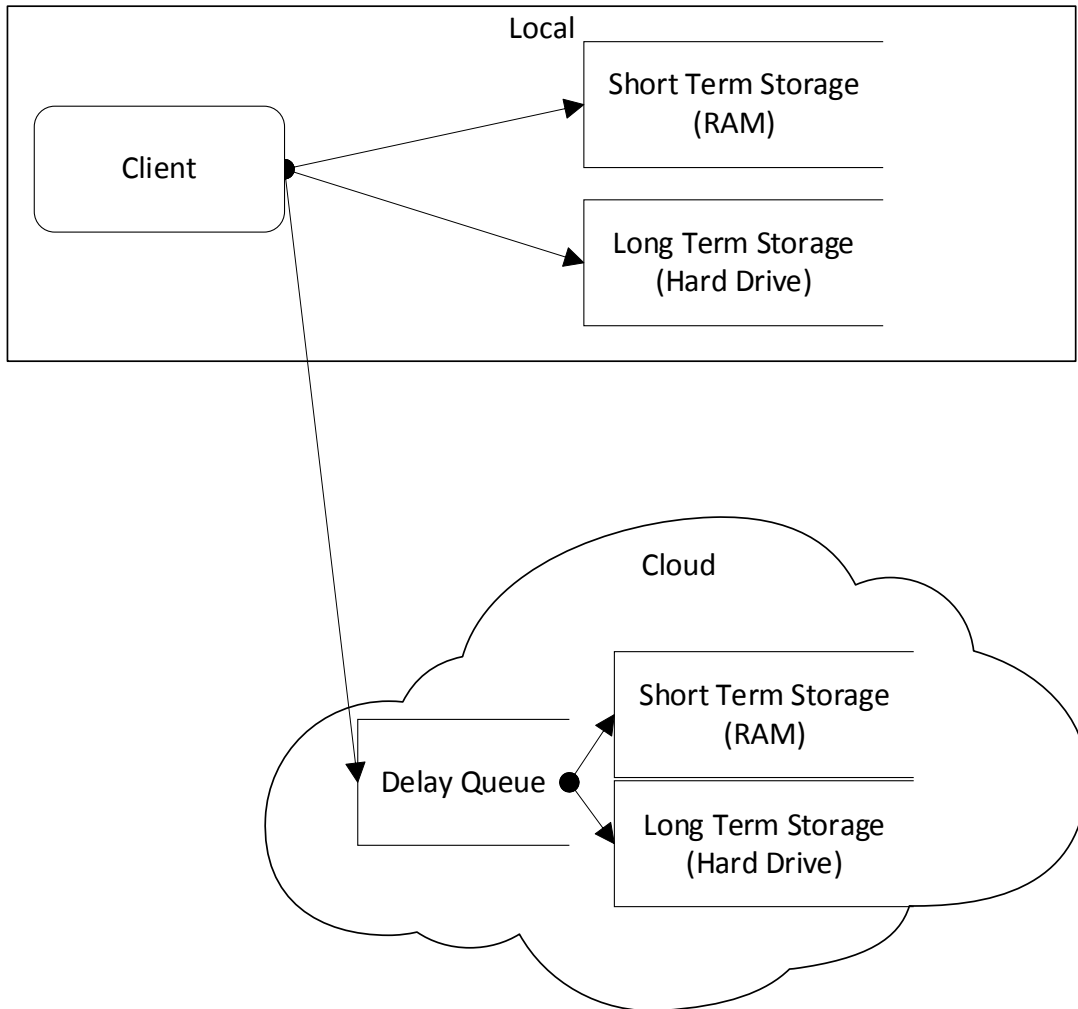 Local
Client
Short Term Storage
(RAM)
Long Term Storage
(Hard Drive)
Cloud
Delay Queue
Short Term Storage
(RAM)
Long Term Storage
(Hard Drive)